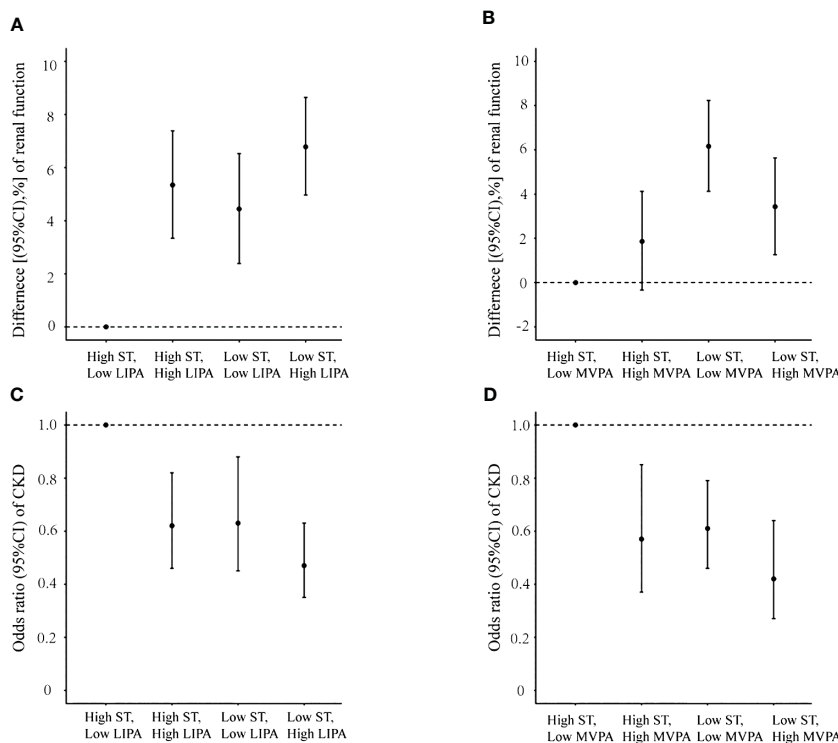 A
Differnece [(95%CI),%] of renal function
10
8
6
4
2
0
High ST, High ST, Low ST, Low ST,
Low LIPA High LIPA Low LIPA High LIPA
B
Differnece [(95%CI),%] of renal function
10
8
6
4
2
0
-2
High ST, High ST, Low ST, Low ST,
Low MVPA High MVPA Low MVPA High MVPA
C
Odds ratio (95%CI) of CKD
1.0
0.8
0.6
0.4
0.2
0
High ST, High ST, Low ST, Low ST,
Low LIPA High LIPA Low LIPA High LIPA
D
Odds ratio (95%CI) of CKD
1.0
0.8
0.6
0.4
0.2
0
High ST, High ST, Low ST, Low ST,
Low MVPA High MVPA Low MVPA High MVPA